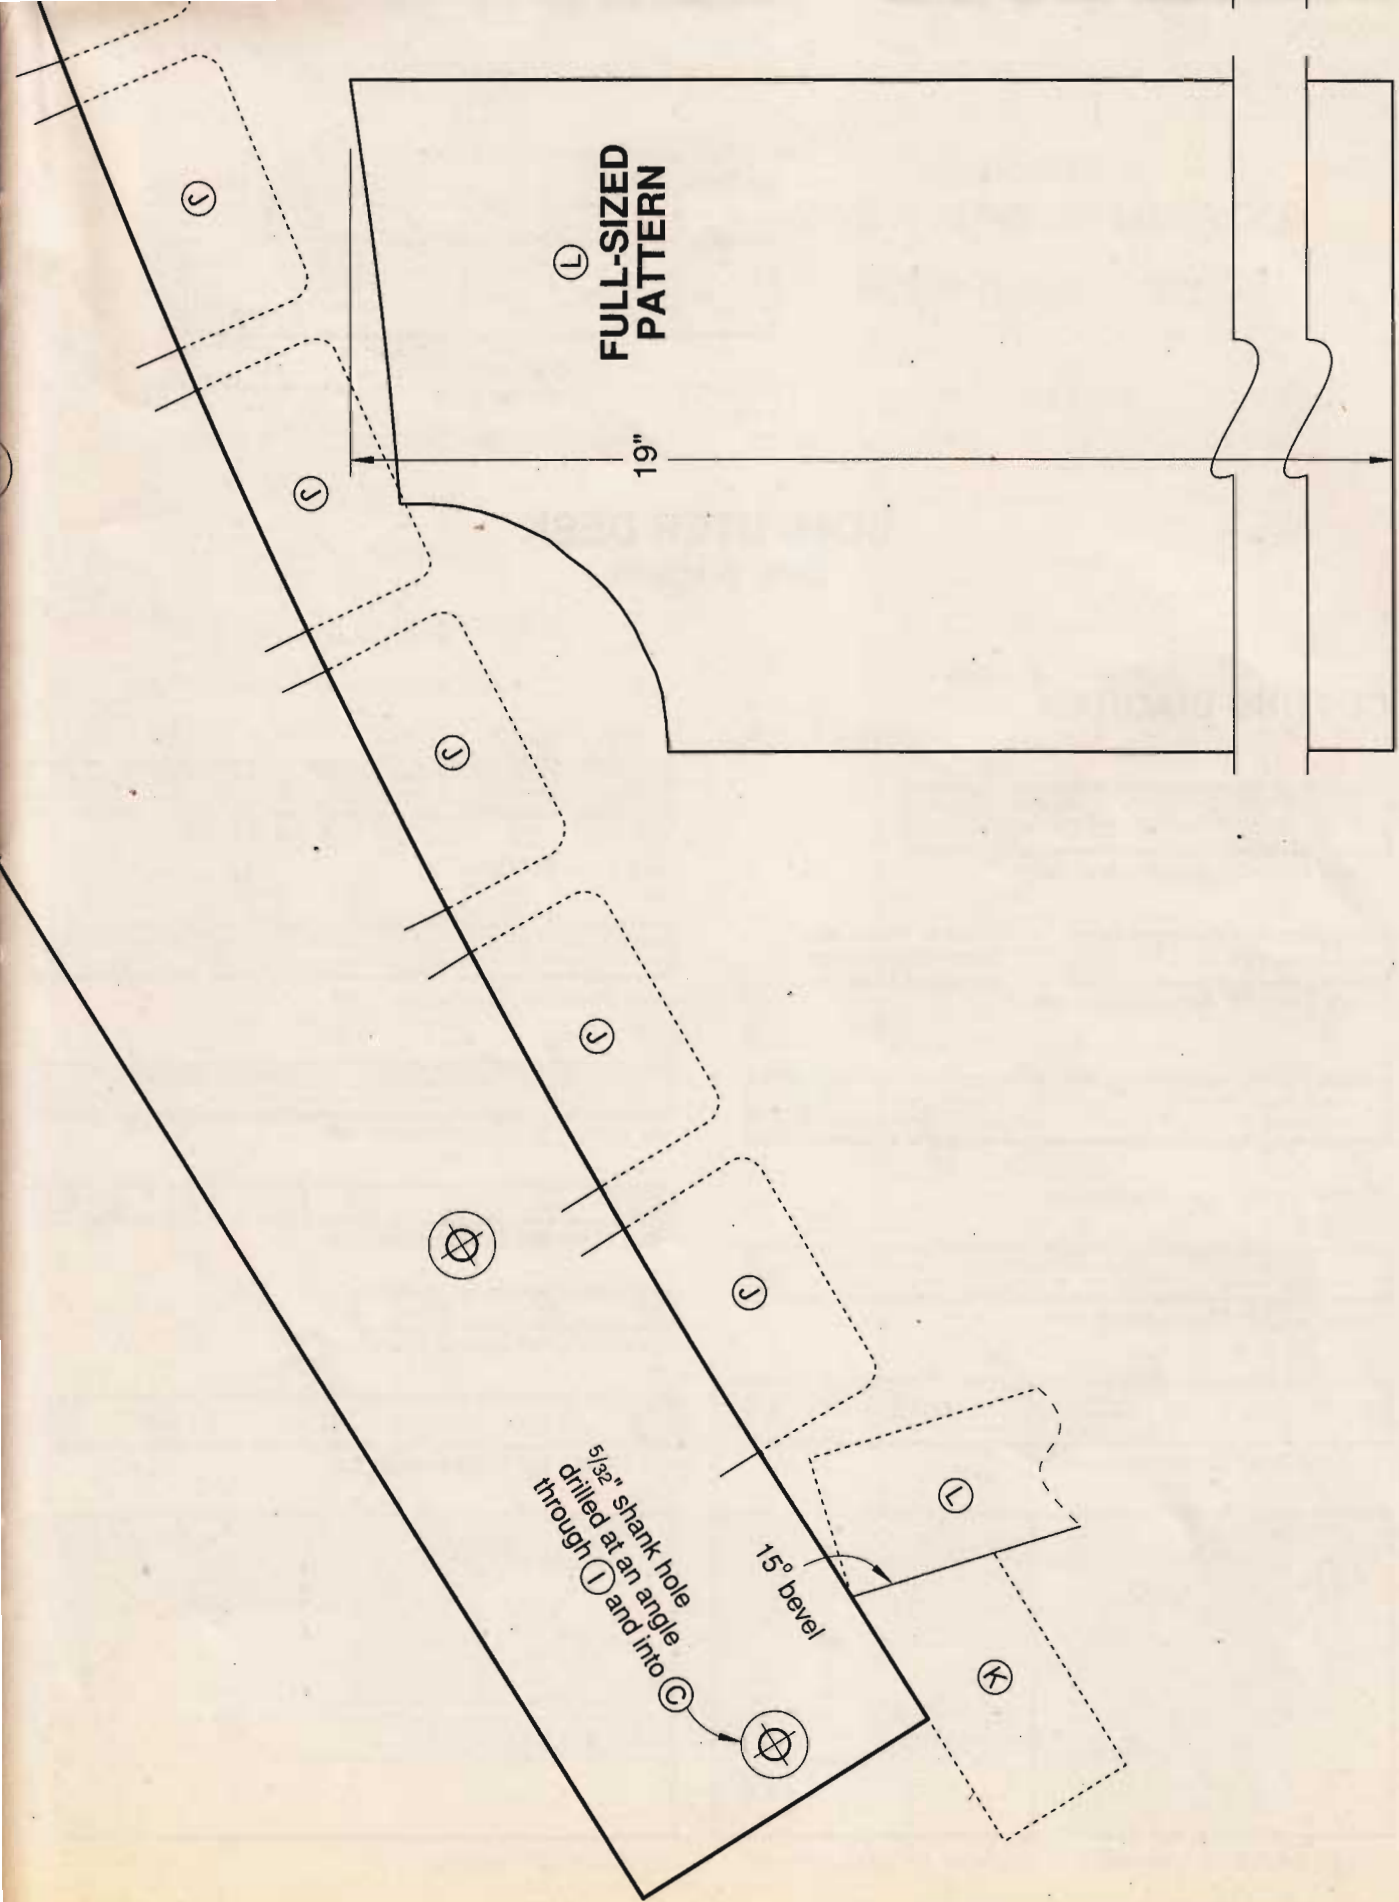 J
J
J
J
J
L
FULL-SIZED
PATTERN
19"
5/32" shank hole
drilled at an angle
through I and into C
15° bevel
L
K